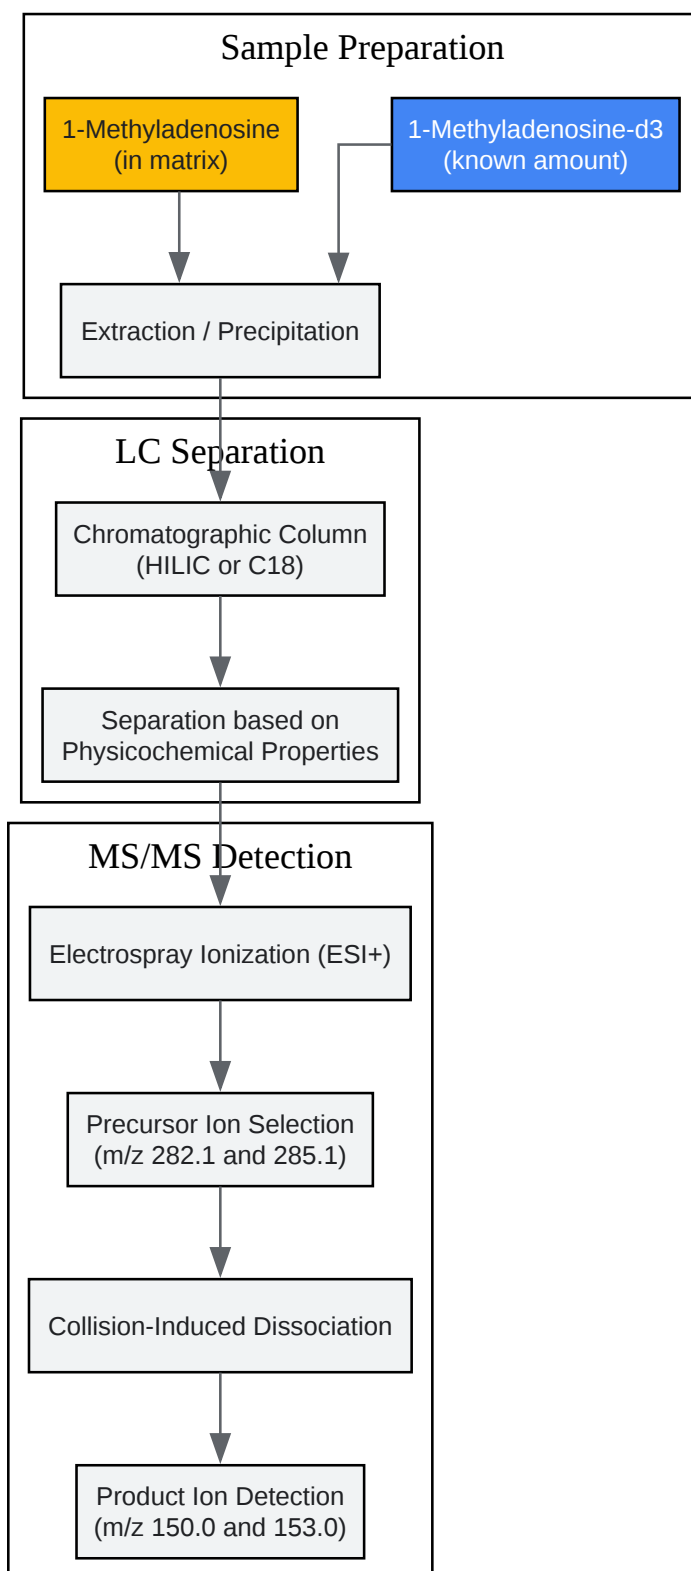 Sample Preparation
1-Methyladenosine
(in matrix)
1-Methyladenosine-d3
(known amount)
Extraction / Precipitation
LC Separation
Chromatographic Column
(HILIC or C18)
Separation based on
Physicochemical Properties
MS/MS Detection
Electrospray Ionization (ESI+)
Precursor Ion Selection
(m/z 282.1 and 285.1)
Collision-Induced Dissociation
Product Ion Detection
(m/z 150.0 and 153.0)